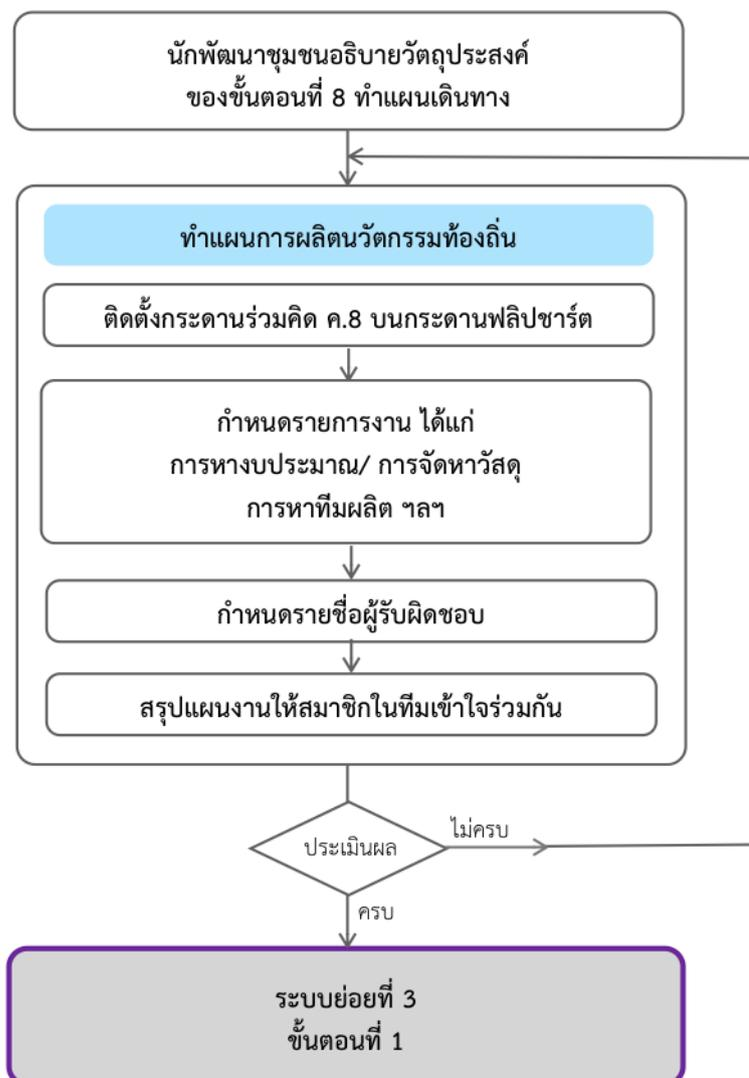 นักพัฒนาชุมชนอธิบายวัตถุประสงค์
ของขั้นตอนที่ 8 ทำแผนเดินทาง
ทำแผนการผลิตนวัตกรรมท้องถิ่น
ติดตั้งกระดานร่วมคิด ค.8 บนกระดานฟลิปชาร์ต
กำหนดรายการงาน ได้แก่
การหางบประมาณ/ การจัดหาวัสดุ
การหาทีมผลิต ฯลฯ
กำหนดรายชื่อผู้รับผิดชอบ
สรุปแผนงานให้สมาชิกในทีมเข้าใจร่วมกัน
ประเมินผล
ไม่ครบ
ครบ
ระบบย่อยที่ 3
ขั้นตอนที่ 1